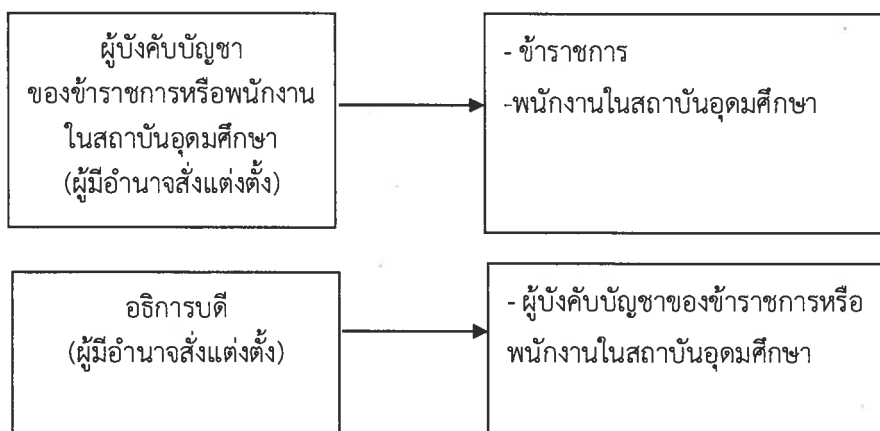 ผู้บังคับบัญชา
ของข้าราชการหรือพนักงาน
ในสถาบันอุดมศึกษา
(ผู้มีอำนาจสั่งแต่งตั้ง)
- ข้าราชการ
-พนักงานในสถาบันอุดมศึกษา
อธิการบดี
(ผู้มีอำนาจสั่งแต่งตั้ง)
- ผู้บังคับบัญชาของข้าราชการหรือ
พนักงานในสถาบันอุดมศึกษา